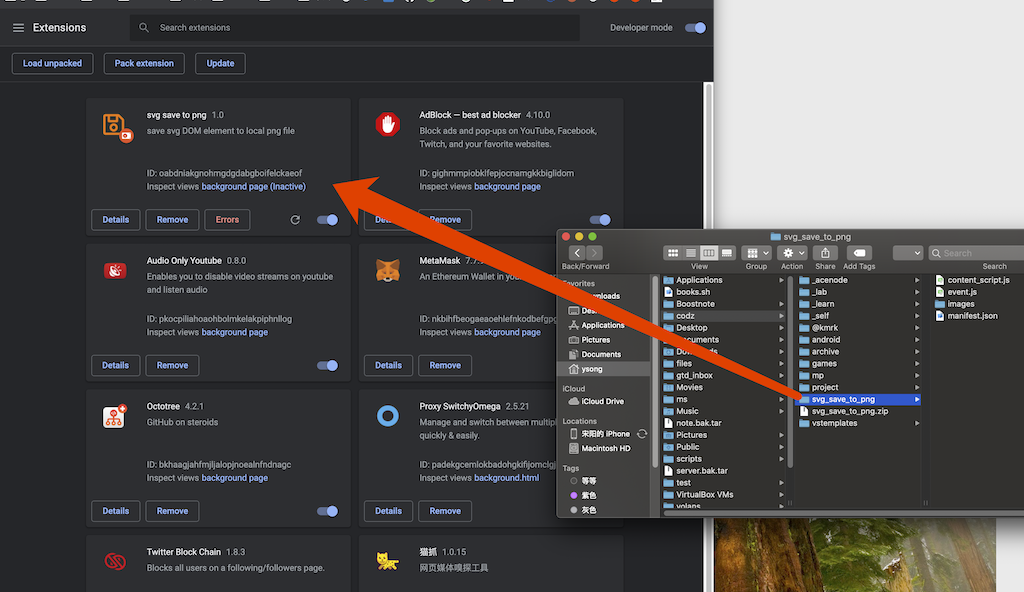 Extensions
Search extensions
Developer mode
Load unpacked
Pack extension
Update
svg save to png 1.0
save svg DOM element to local png file
ID: oabdniakgnohmgdgdabgboifelckaeof
Inspect views background page (Inactive)
Details
Remove
Errors
AdBlock — best ad blocker 4.10.0
Block ads and pop-ups on YouTube, Facebook,
Twitch, and your favorite websites.
ID: gighmmpiobklfepjocnamgkkbiglidom
Inspect views background page
Remove
Audio Only Youtube 0.8.0
Enables you to disable video streams on youtube
and listen audio
ID: pkocpiliahoaohbolmkelakpiphnllog
Inspect views background page
Details
Remove
MetaMask
An Ethereum Wallet in
ID: nkbihfbeogaeaoehlefnkodbefgpg
Inspect views background page
Details
Remove
Octotree 4.2.1
GitHub on steroids
ID: bkhaagjahfmjljalopjnoealnfndnagc
Inspect views background page
Details
Remove
Proxy SwitchyOmega 2.5.21
Manage and switch between
quickly & easily.
ID: padekgcemlokbadohgkifijomclgj
Inspect views background.html
Details
Remove
Twitter Block Chain 1.8.3
Blocks all users on a following/followers page.
猫抓 1.0.15
网页媒体嗅探工具
svg_save_to_png
Back/Forward
View
Group
Action
Share
Add Tags
Search
Search
Favorites
Applications
Pictures
Documents
ysong
iCloud
iCloud Drive
Locations
宋阳的 iPhone
Macintosh HD
Tags
等等
紫色
灰色
Applications
books.sh
Boostnote
codz
Desktop
files
gtd_inbox
Movies
ms
Music
note.bak.tar
Pictures
Public
scripts
server.bak.tar
test
VirtualBox VMs
volans
_acenode
_lab
_learn
_self
@kmrk
android
archive
games
mp
project
svg_save_to_png
svg_save_to_png.zip
vstemplates
content_script.js
event.js
images
manifest.json